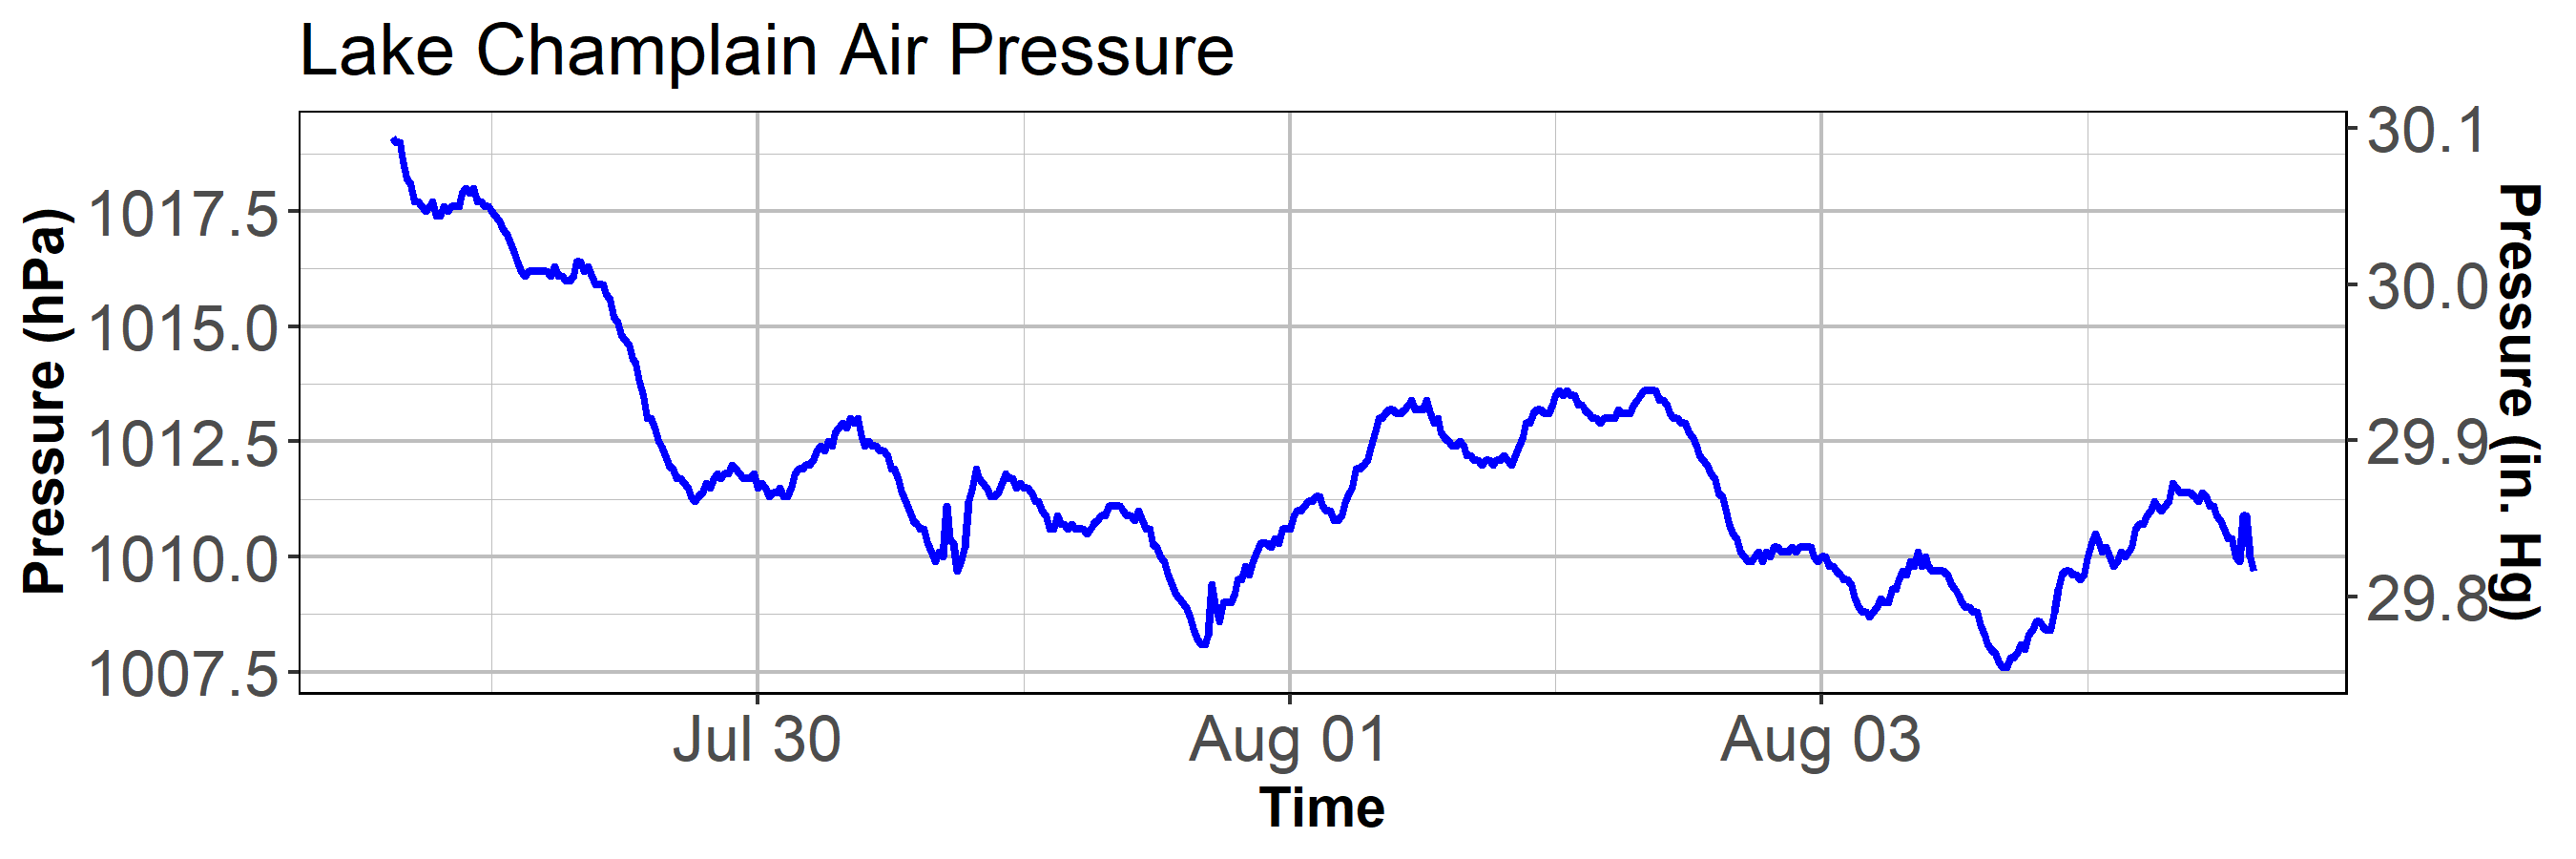 Lake Champlain Air Pressure
Pressure (hPa)
1017.5
1015.0
1012.5
1010.0
1007.5
30.1
30.0
29.9
29.8
Pressure (in. Hg)
Jul 30 Aug 01 Aug 03
Time